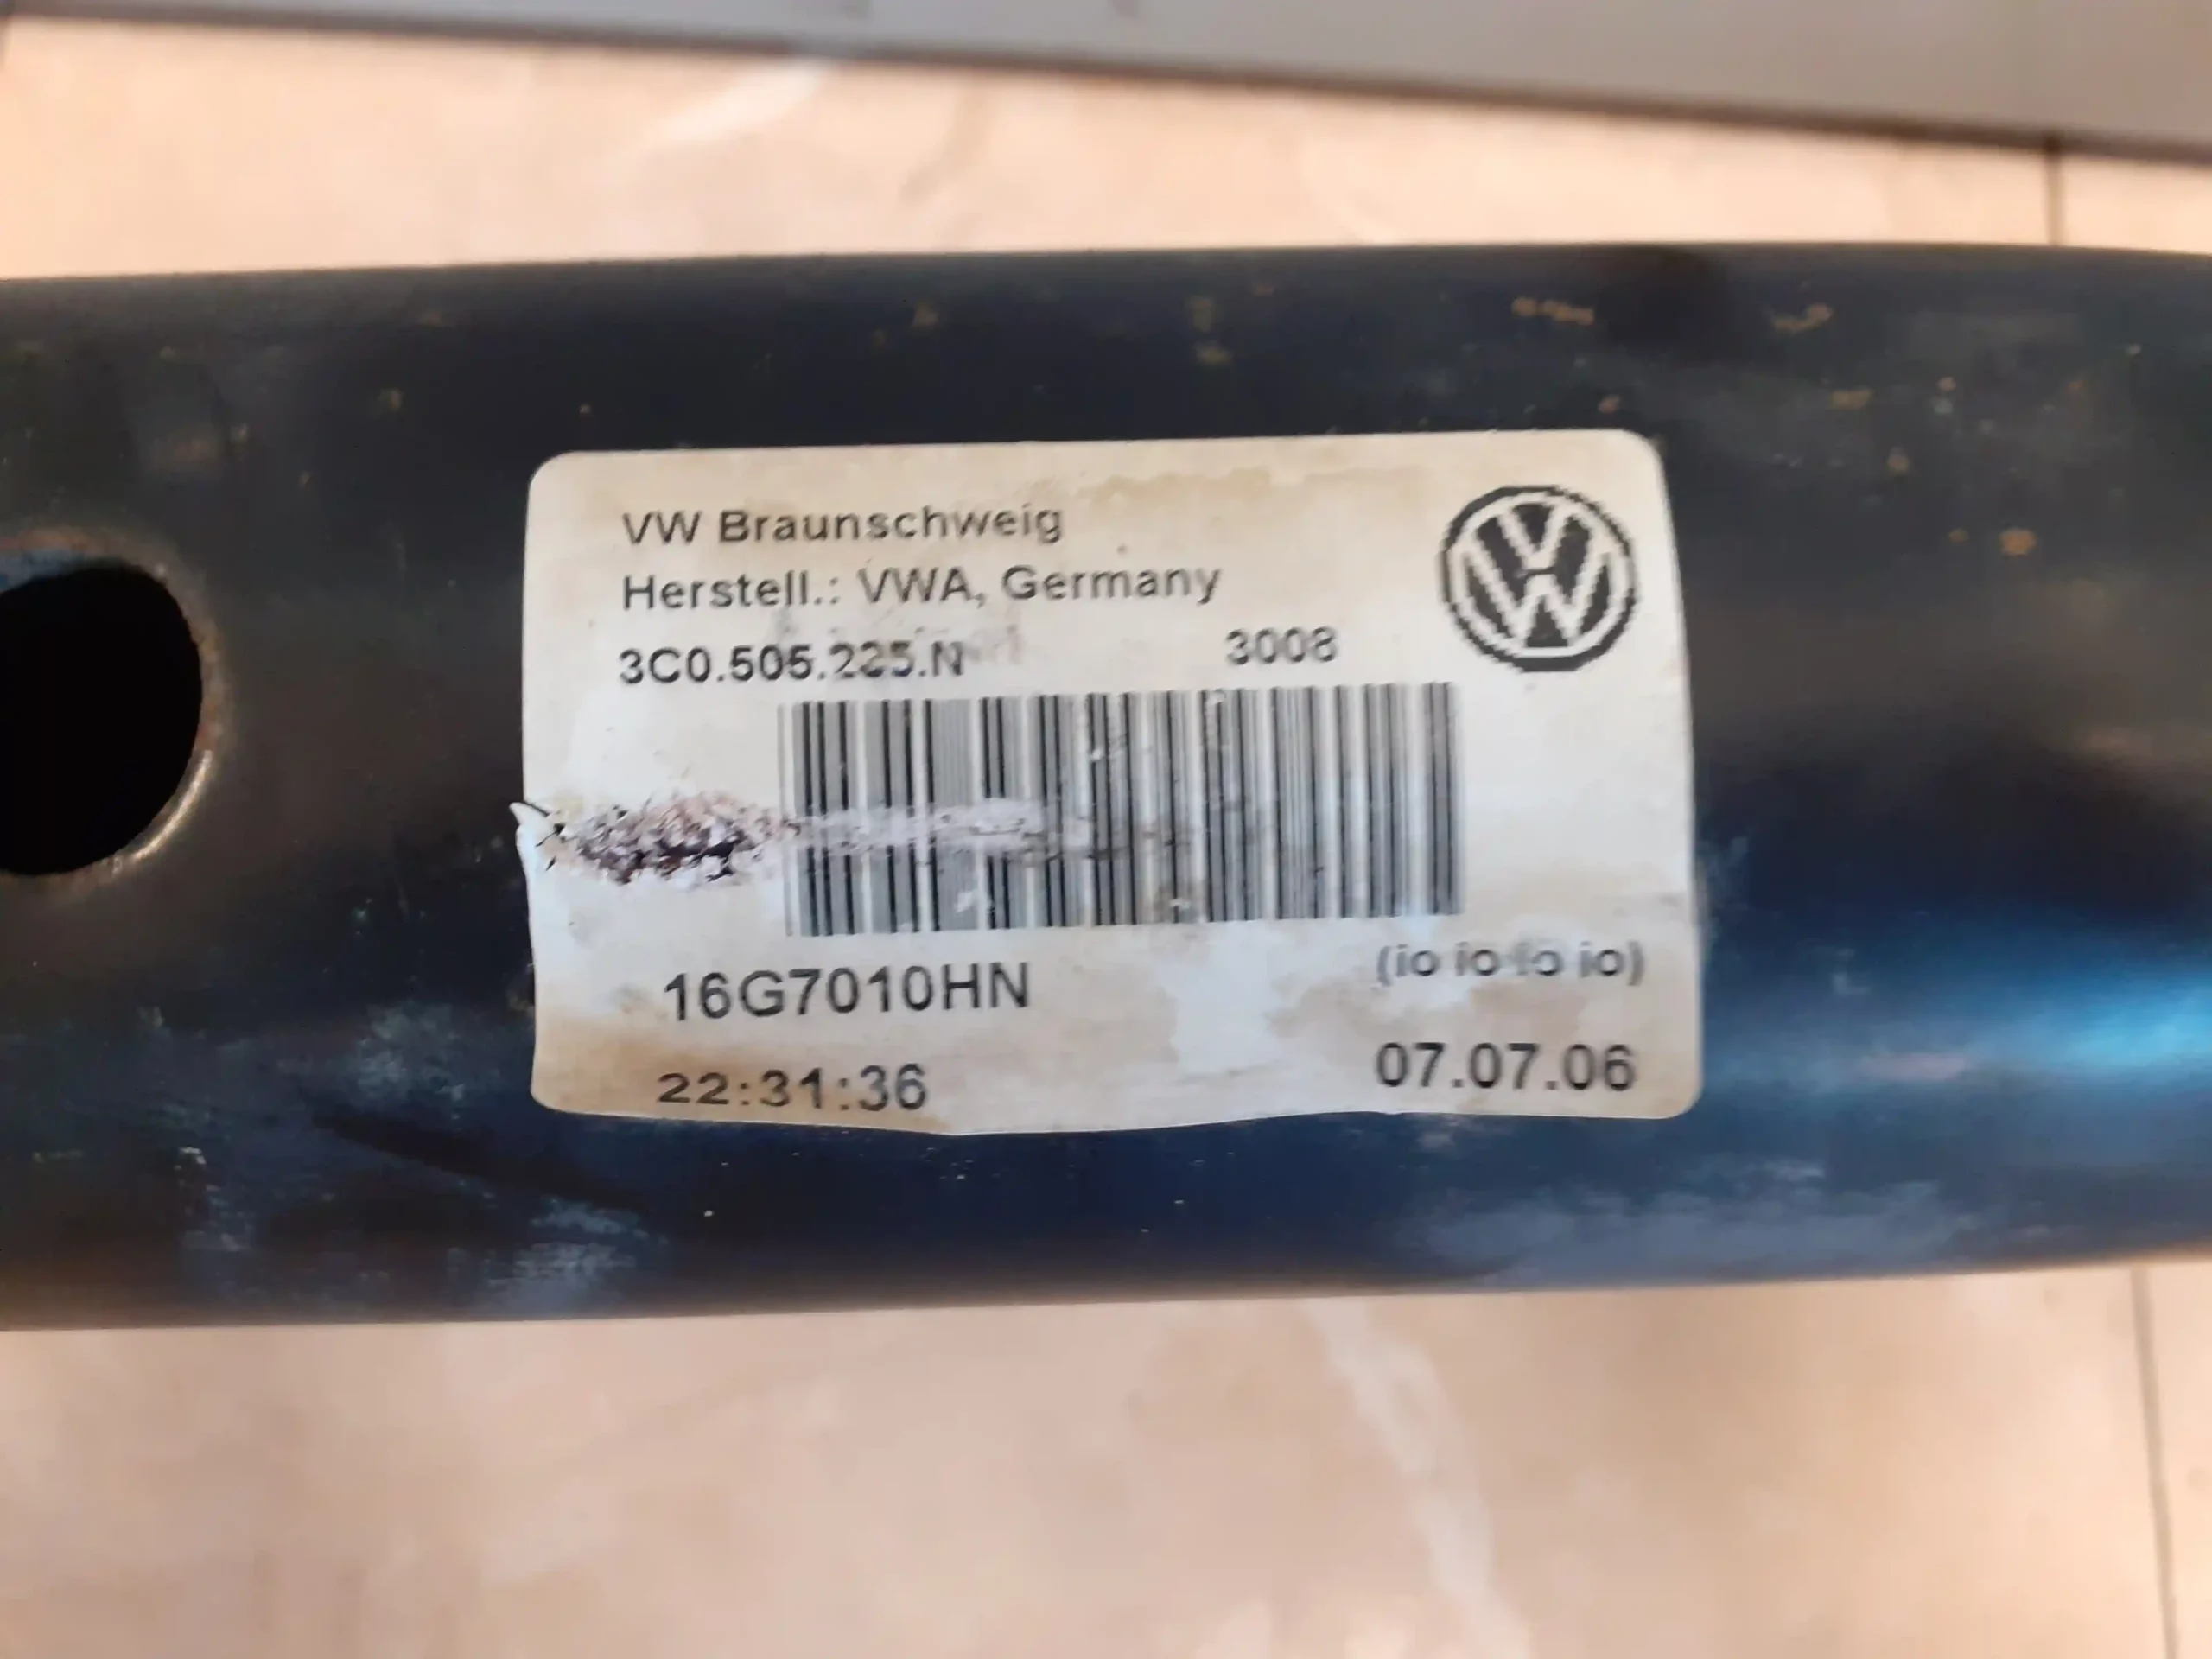 VW Braunschweig
Herstell.: VWA, Germany
3C0.505.225.N 3008
16G7010HN (io io io io)
22:31:36 07.07.06